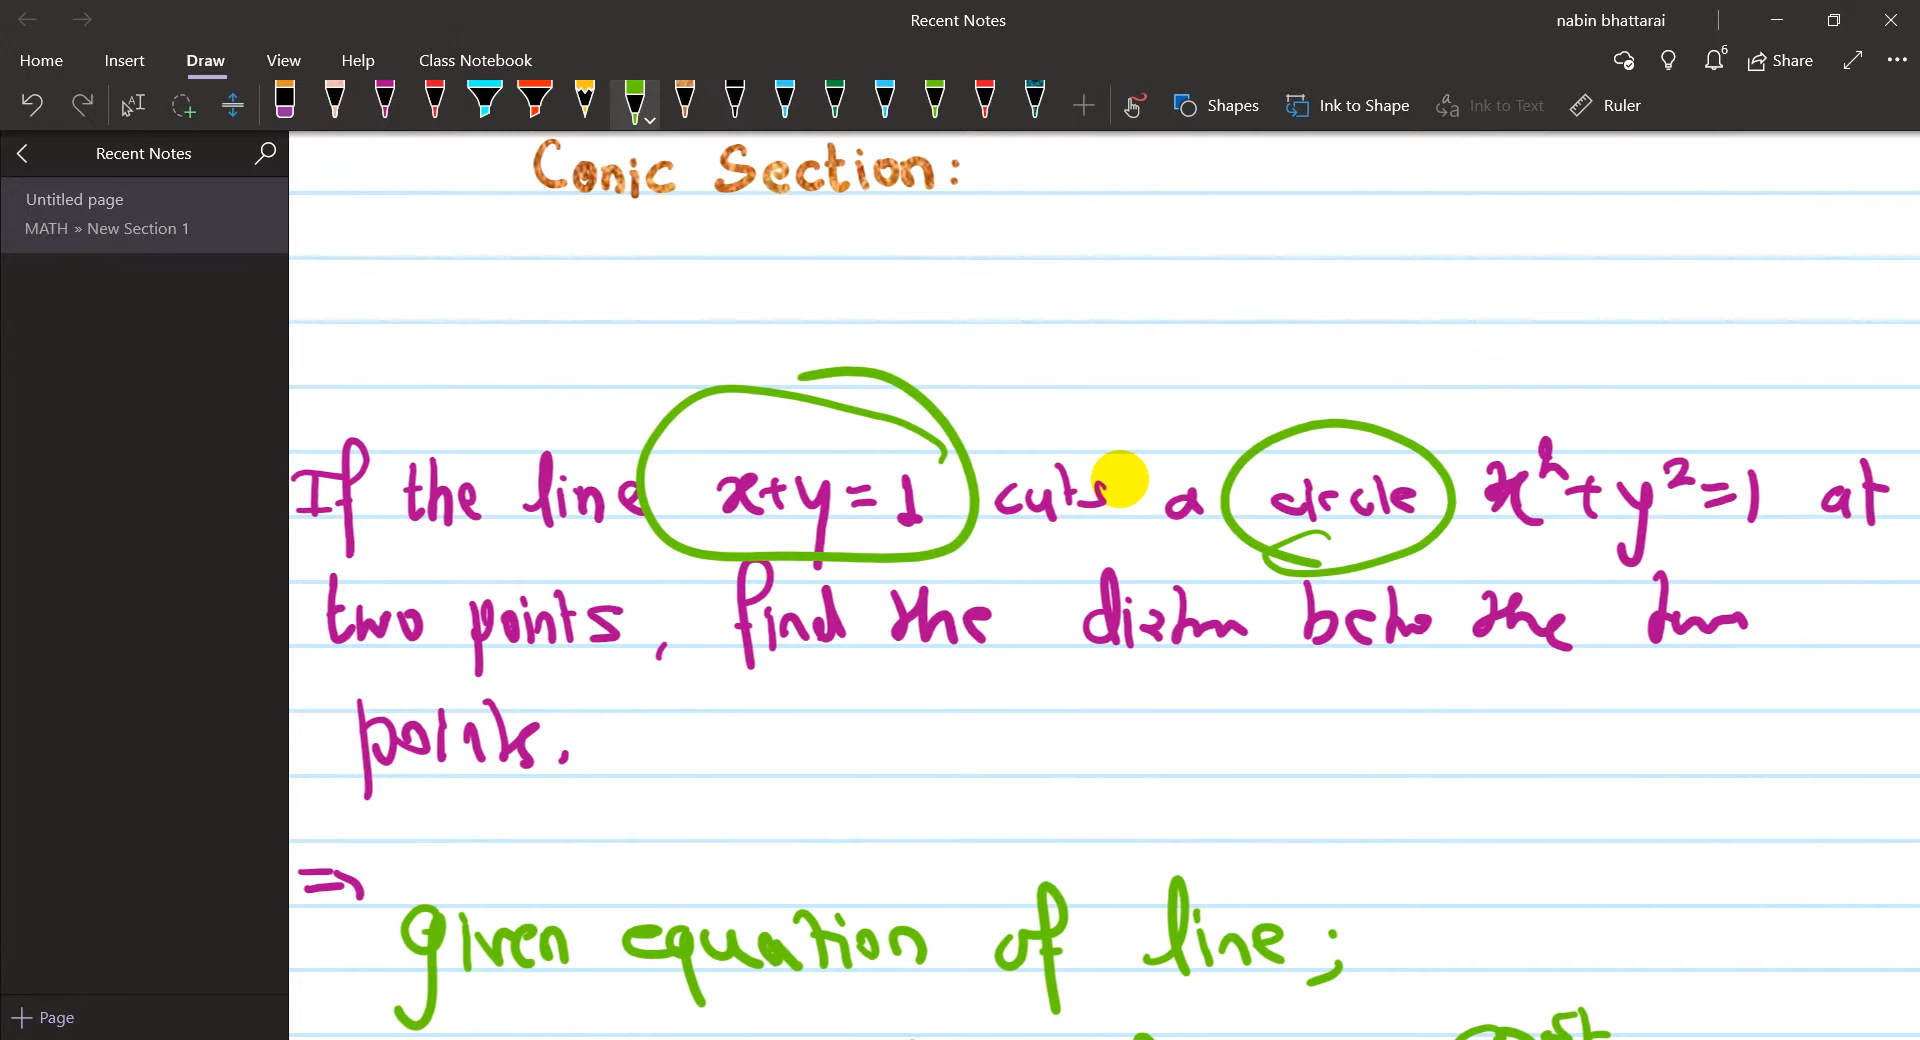 Recent Notes
nabin bhattarai
Home Insert Draw View Help Class Notebook
6
Share
Shapes Ink to Shape Ink to Text Ruler
Recent Notes
Untitled page
MATH » New Section 1
Conic Section:
If the line x+y=1 cuts a circle x²+y²=1 at
two points, find the the
points.
⇒
given equation of line;
Page